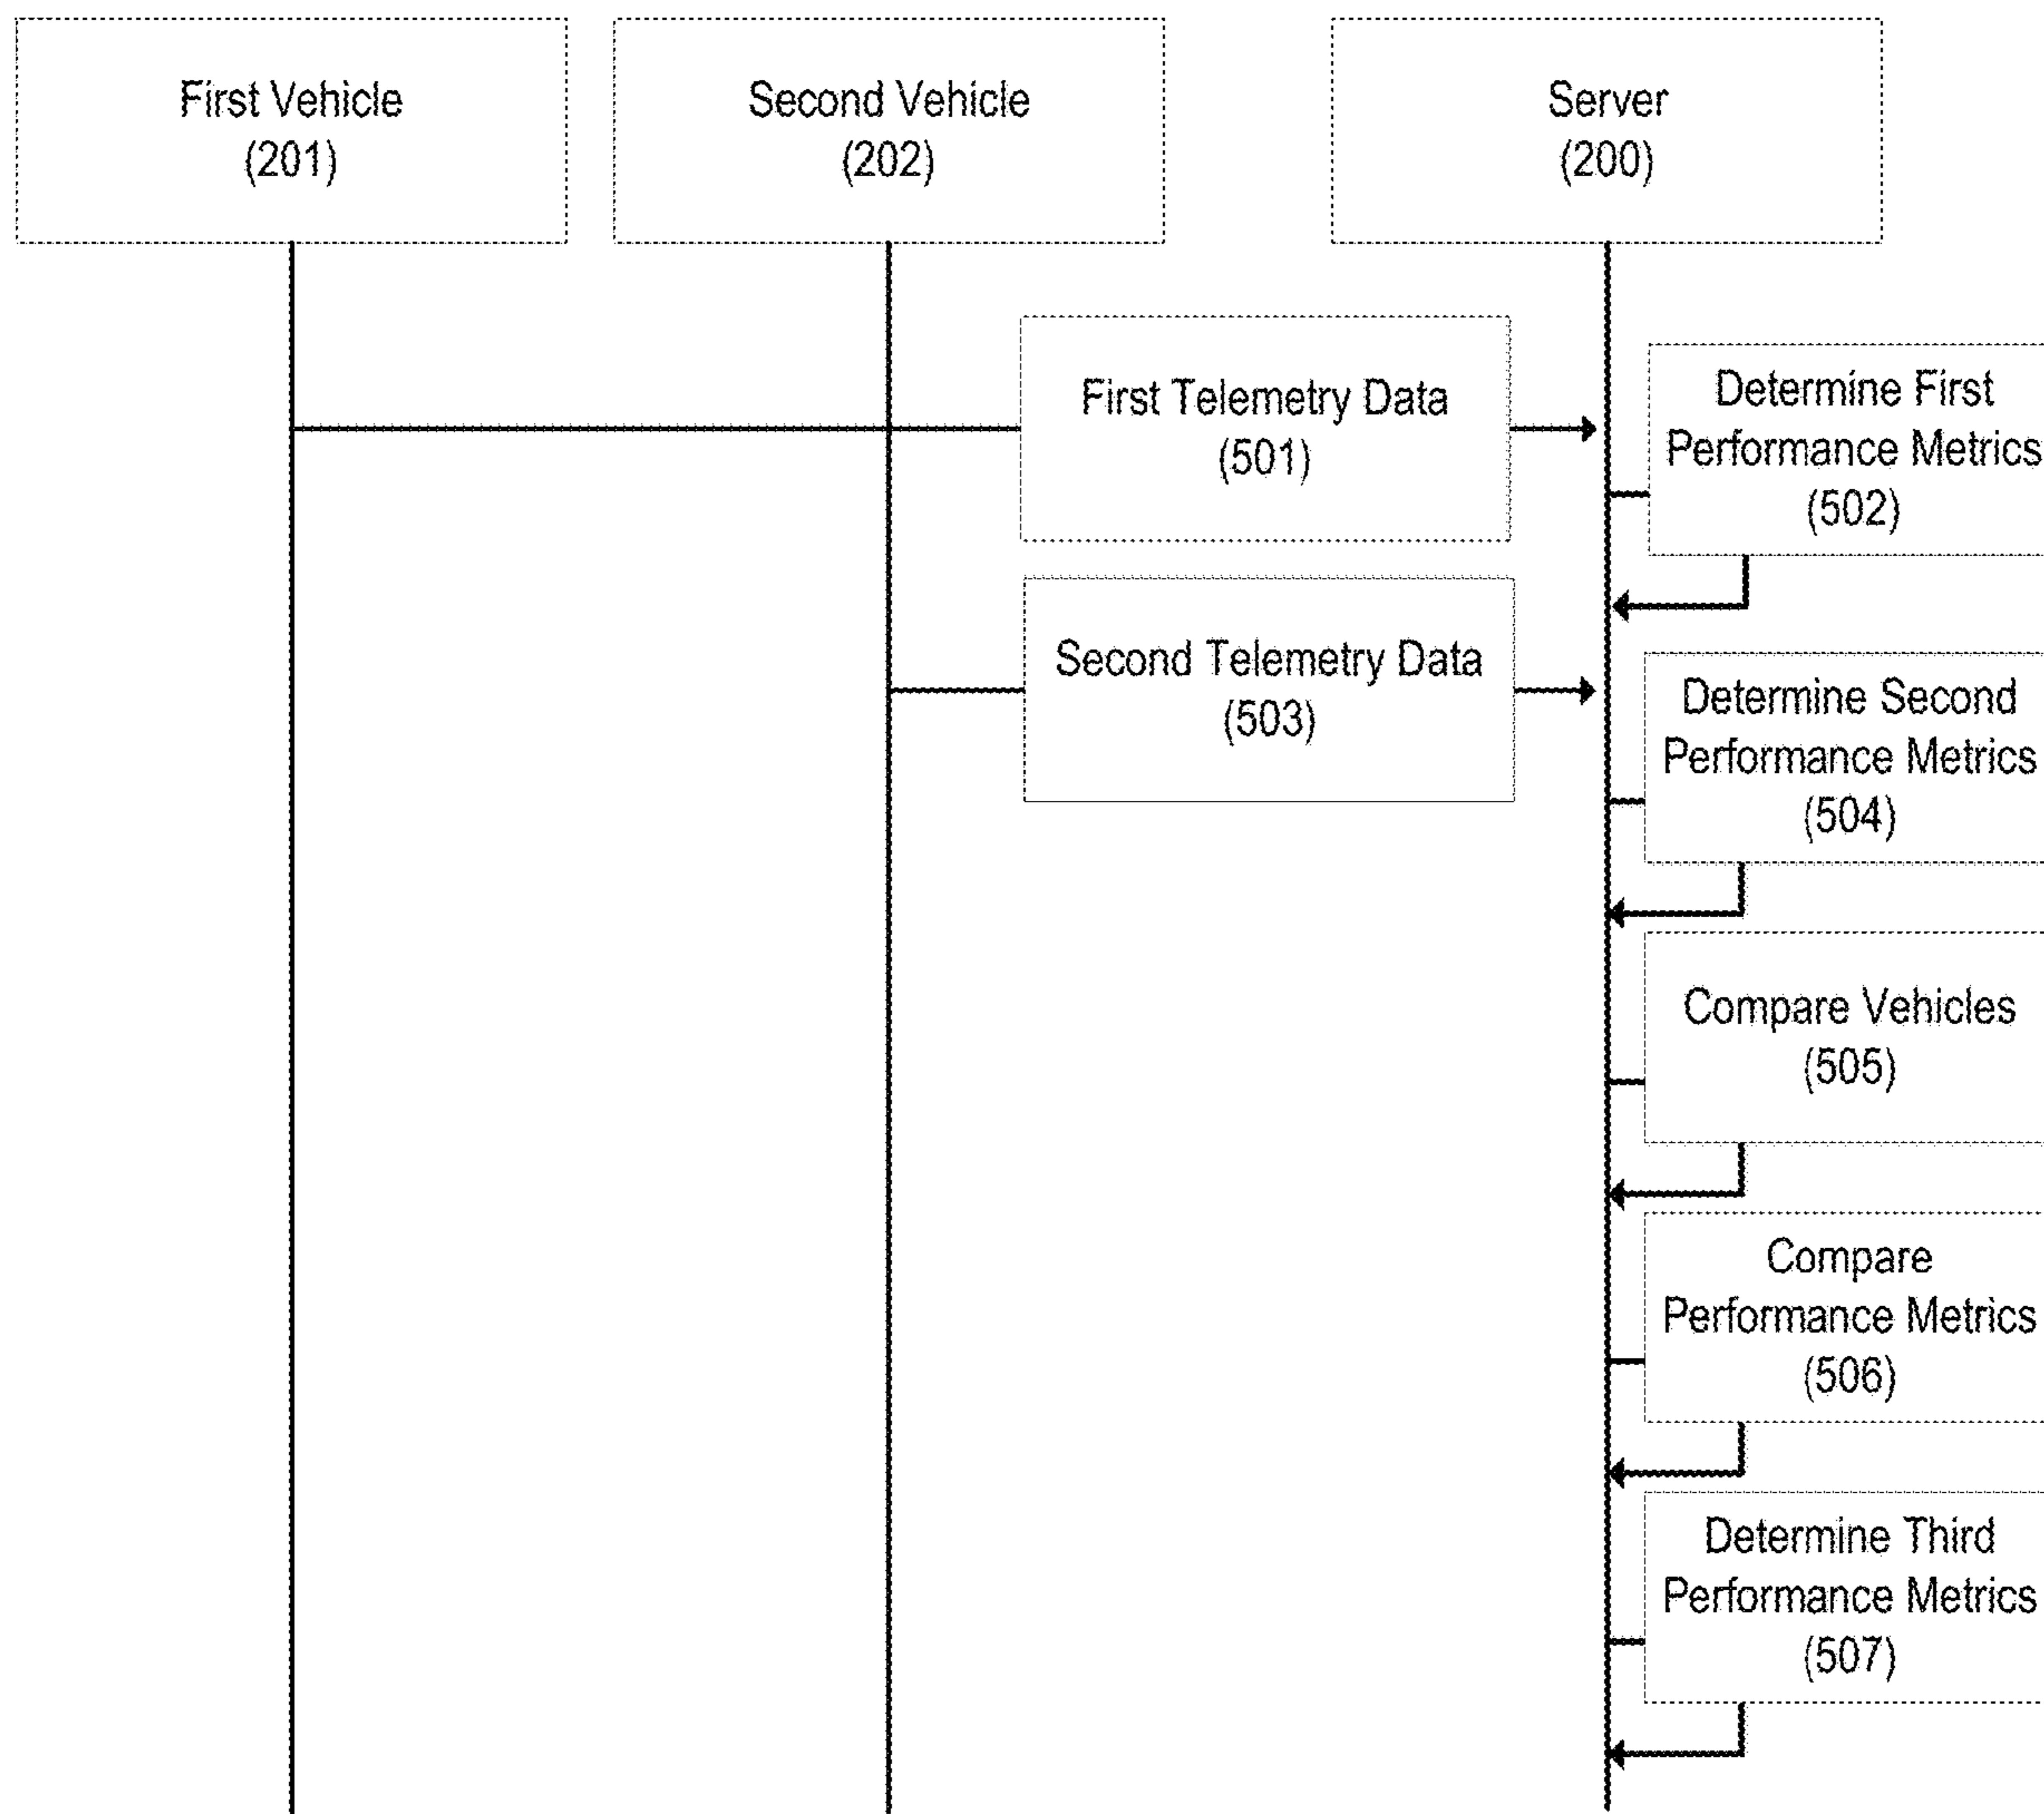 First Vehicle
(201)
Second Vehicle
(202)
Server
(200)
First Telemetry Data
(501)
Determine First
Performance Metrics
(502)
Second Telemetry Data
(503)
Determine Second
Performance Metrics
(504)
Compare Vehicles
(505)
Compare
Performance Metrics
(506)
Determine Third
Performance Metrics
(507)